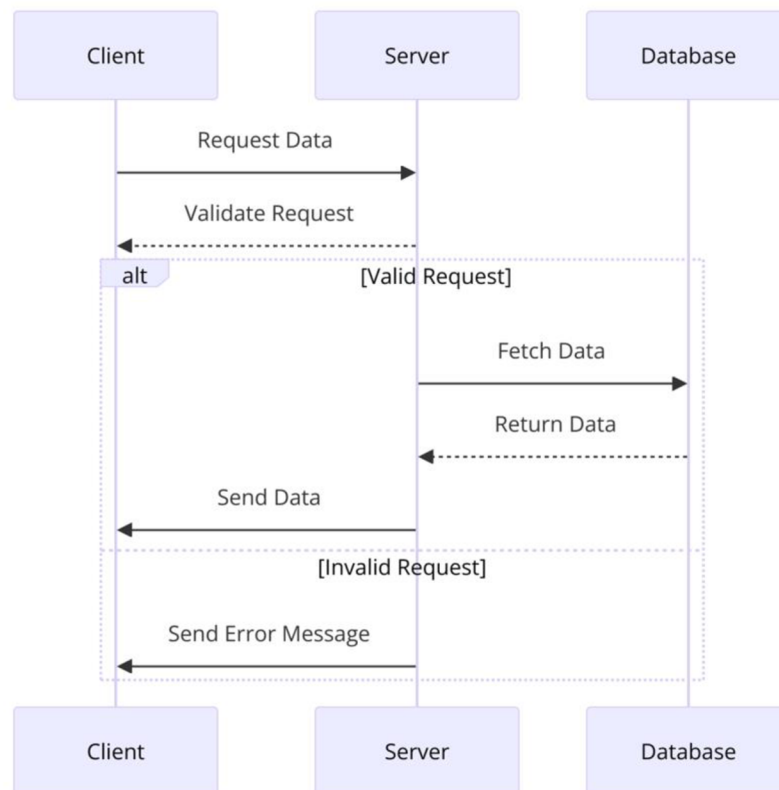 Client Server Database
Request Data
Validate Request
alt [Valid Request]
Fetch Data
Return Data
Send Data
[Invalid Request]
Send Error Message
Client Server Database